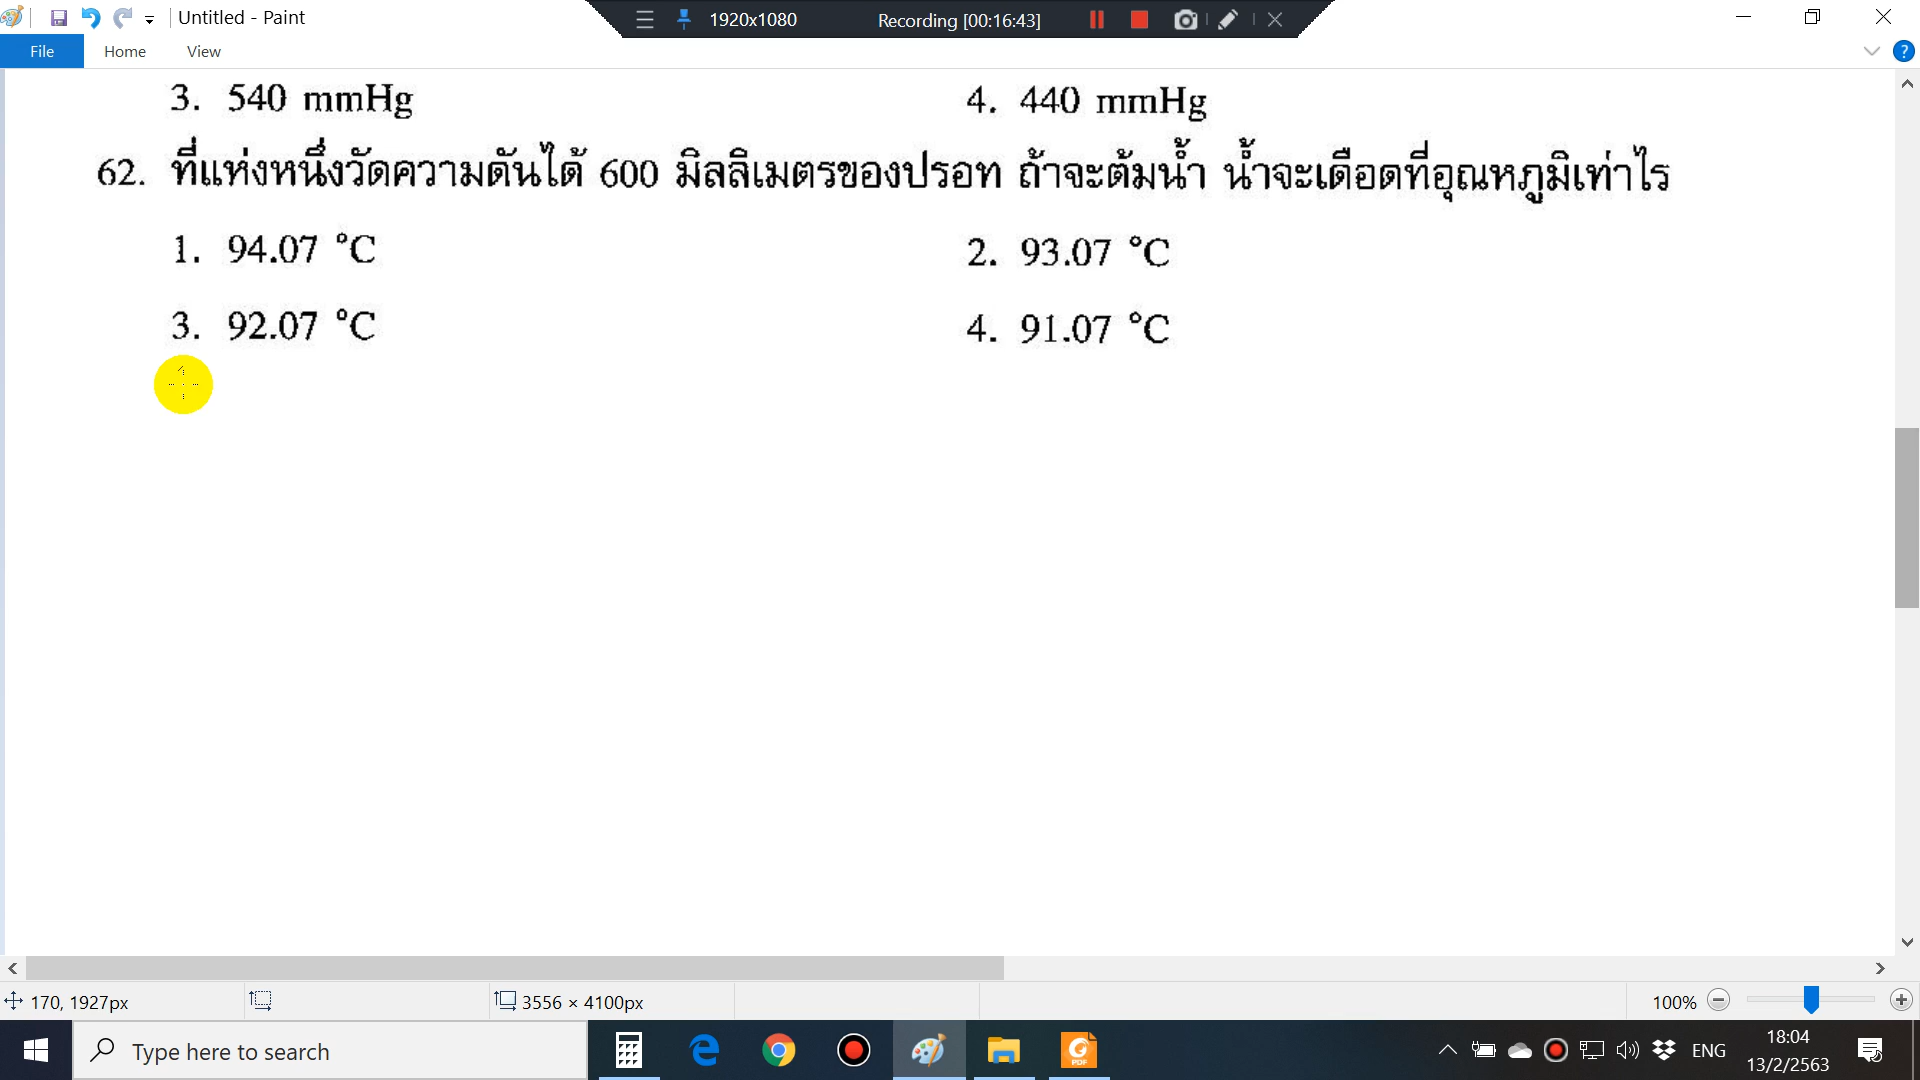 Untitled - Paint
1920x1080
Recording [00:16:43]
File
Home
View
3. 540 mmHg
4. 440 mmHg
62. ที่แห่งหนึ่งวัดความดันได้ 600 มิลลิเมตรของปรอท ถ้าจะต้มน้ำ น้ำจะเดือดที่อุณหภูมิเท่าไร
1. 94.07 °C
2. 93.07 °C
3. 92.07 °C
4. 91.07 °C
170, 1927px
3556 × 4100px
100%
Type here to search
PDF
ENG
18:04
13/2/2563